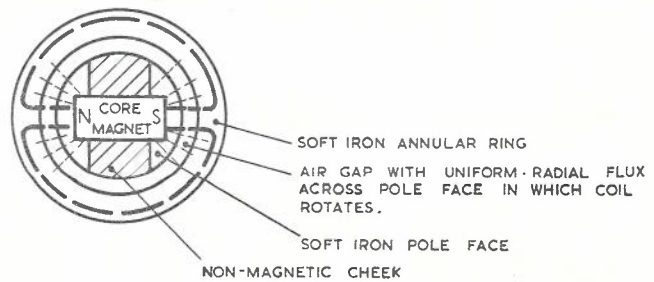 N CORE S
MAGNET
SOFT IRON ANNULAR RING
AIR GAP WITH UNIFORM · RADIAL FLUX
ACROSS POLE FACE IN WHICH COIL
ROTATES.
SOFT IRON POLE FACE
NON-MAGNETIC CHEEK